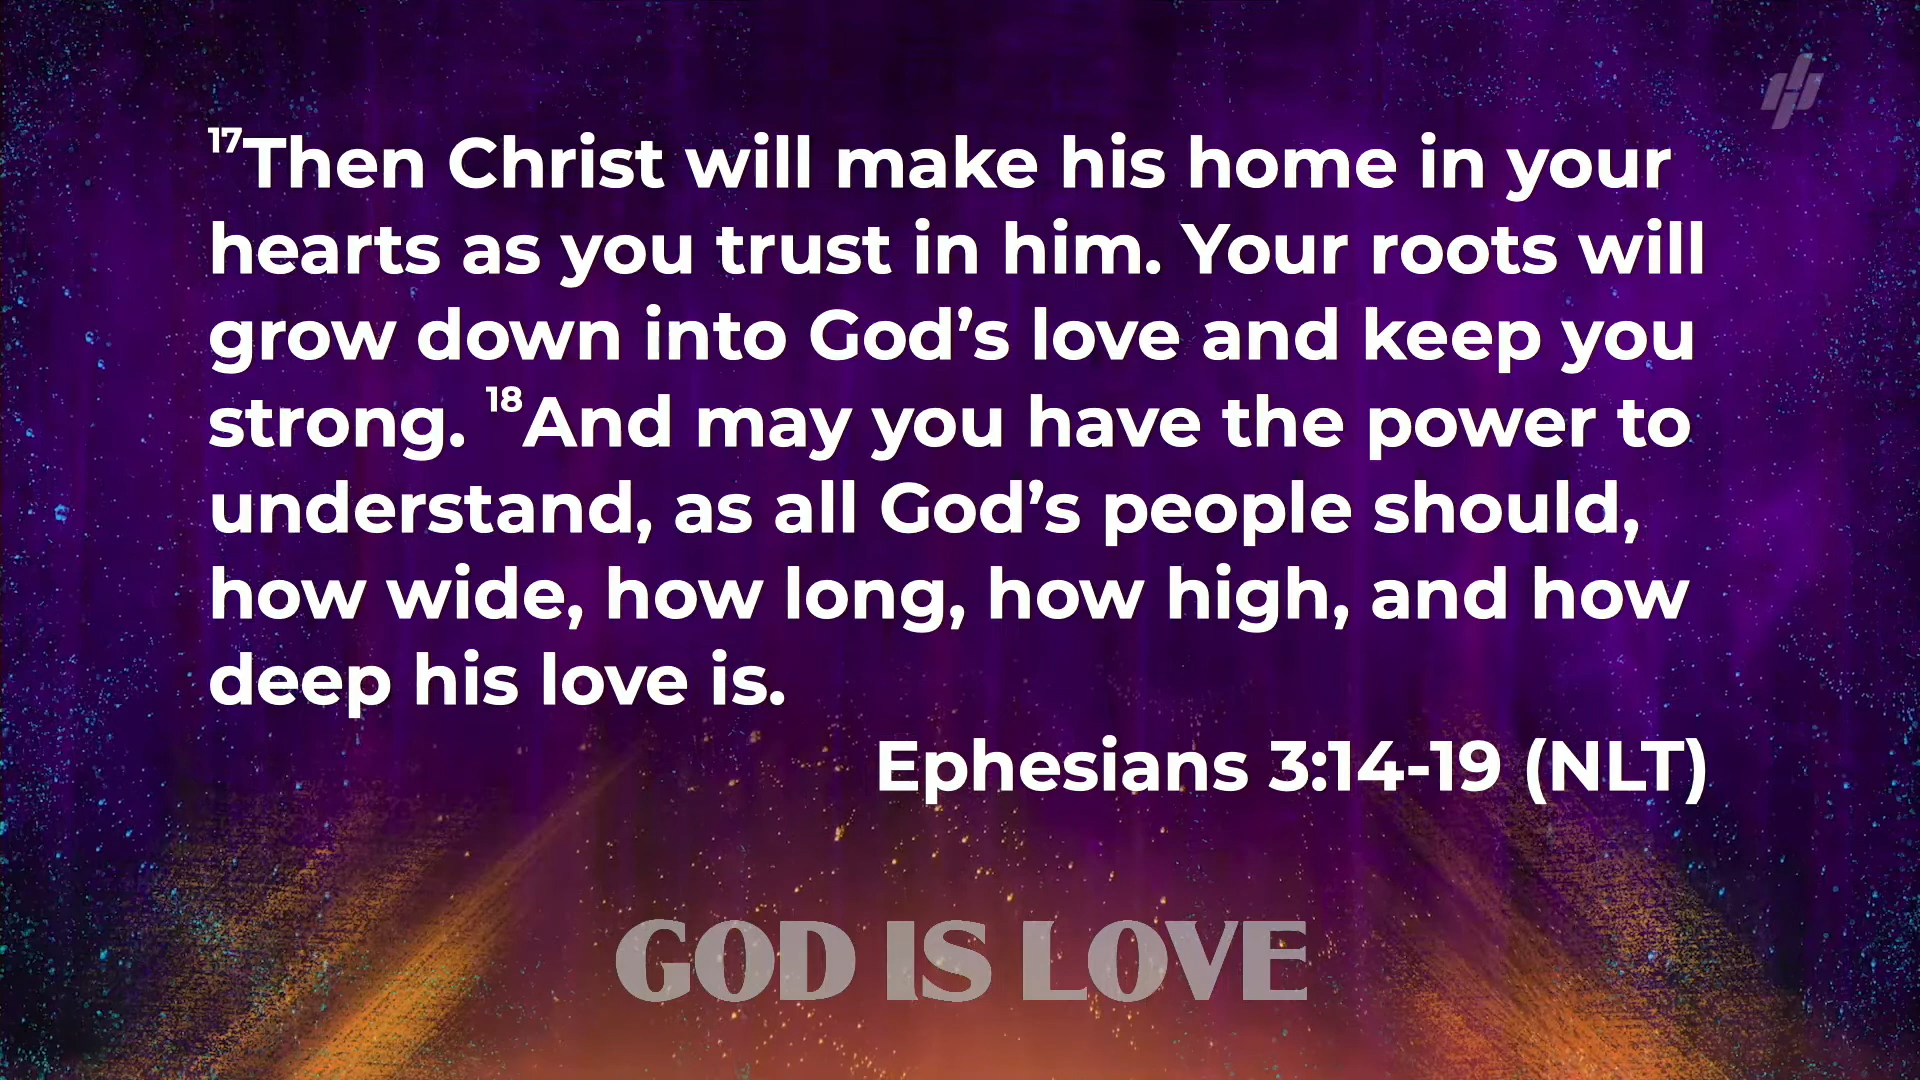 ¹⁷Then Christ will make his home in your
hearts as you trust in him. Your roots will
grow down into God’s love and keep you
strong. ¹⁸And may you have the power to
understand, as all God’s people should,
how wide, how long, how high, and how
deep his love is.
Ephesians 3:14-19 (NLT)
GOD IS LOVE